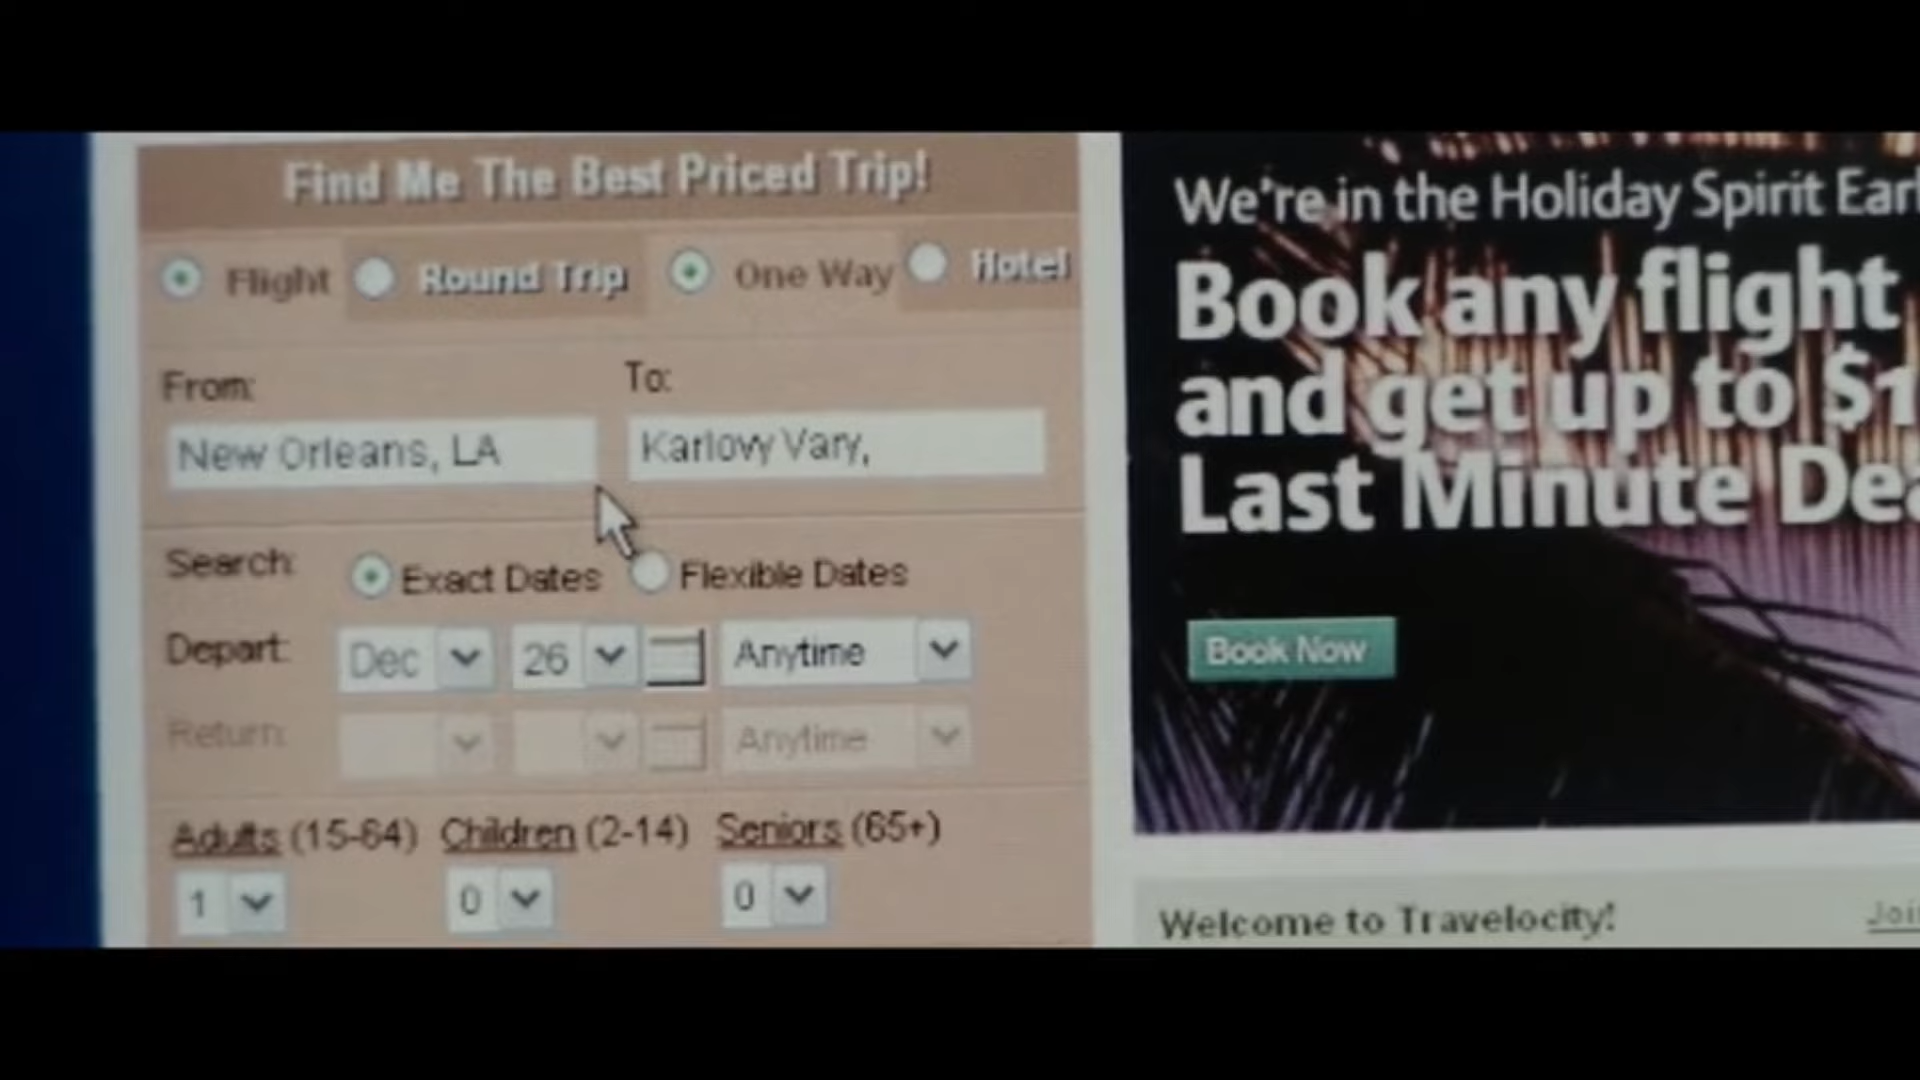 Find Me The Best Priced Trip!
Flight Round Trip One Way Hotel
From: To:
New Orleans, LA Karlovy Vary,
Search: Exact Dates Flexible Dates
Depart: Dec 26 Anytime
Return: Anytime
Adults (15-64) Children (2-14) Seniors (65+)
1 0 0
We're in the Holiday Spirit
Book any flight
and get up to
Last Minute
Book Now
Welcome to Travelocity!